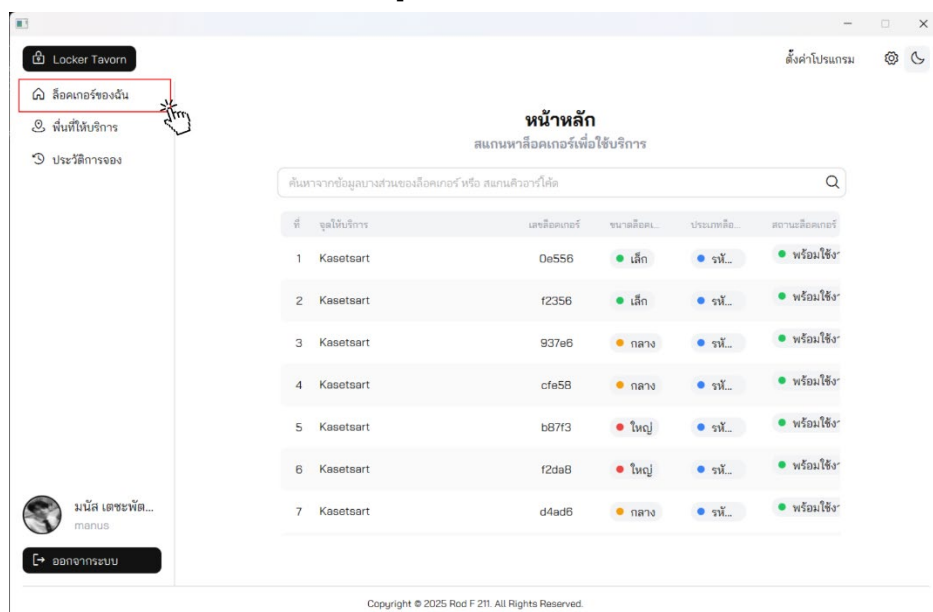 Locker Tavorn
ตั้งค่าโปรแกรม
ล็อคเกอร์ของฉัน
พื้นที่ให้บริการ
ประวัติการจอง
หน้าหลัก
สแกนหาล็อคเกอร์เพื่อใช้บริการ
ค้นหาจากข้อมูลบางส่วนของล็อคเกอร์ หรือ สแกนคิวอาร์โค้ด
ที่ จุดให้บริการ เลขล็อคเกอร์ ขนาดล็อคเ... ประเภทล็อ... สถานะล็อคเกอร์
1 Kasetsart 0e556 เล็ก รหั... พร้อมใช้ง
2 Kasetsart f2356 เล็ก รหั... พร้อมใช้ง
3 Kasetsart 937e6 กลาง รหั... พร้อมใช้ง
4 Kasetsart cfe58 กลาง รหั... พร้อมใช้ง
5 Kasetsart b87f3 ใหญ่ รหั... พร้อมใช้ง
6 Kasetsart f2da8 ใหญ่ รหั... พร้อมใช้ง
7 Kasetsart d4ad6 กลาง รหั... พร้อมใช้ง
มนัส เตชะพัต...
manus
ออกจากระบบ
Copyright © 2025 Rod F 211. All Rights Reserved.